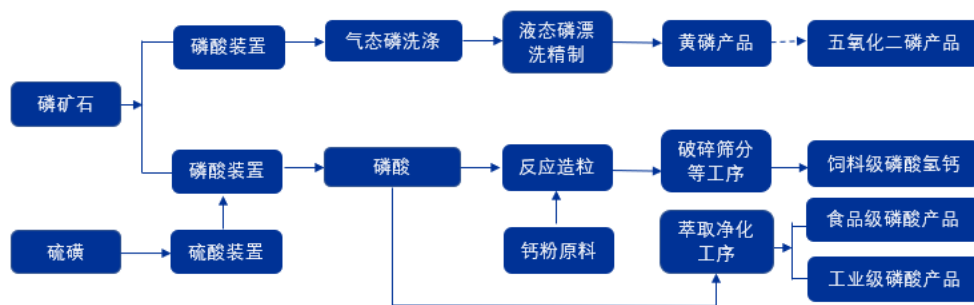 磷矿石
磷酸装置
气态磷洗涤
液态磷漂
洗精制
黄磷产品
五氧化二磷产品
磷酸装置
磷酸
反应造粒
破碎筛分
等工序
饲料级磷酸氢钙
硫磺
硫酸装置
钙粉原料
萃取净化
工序
食品级磷酸产品
工业级磷酸产品